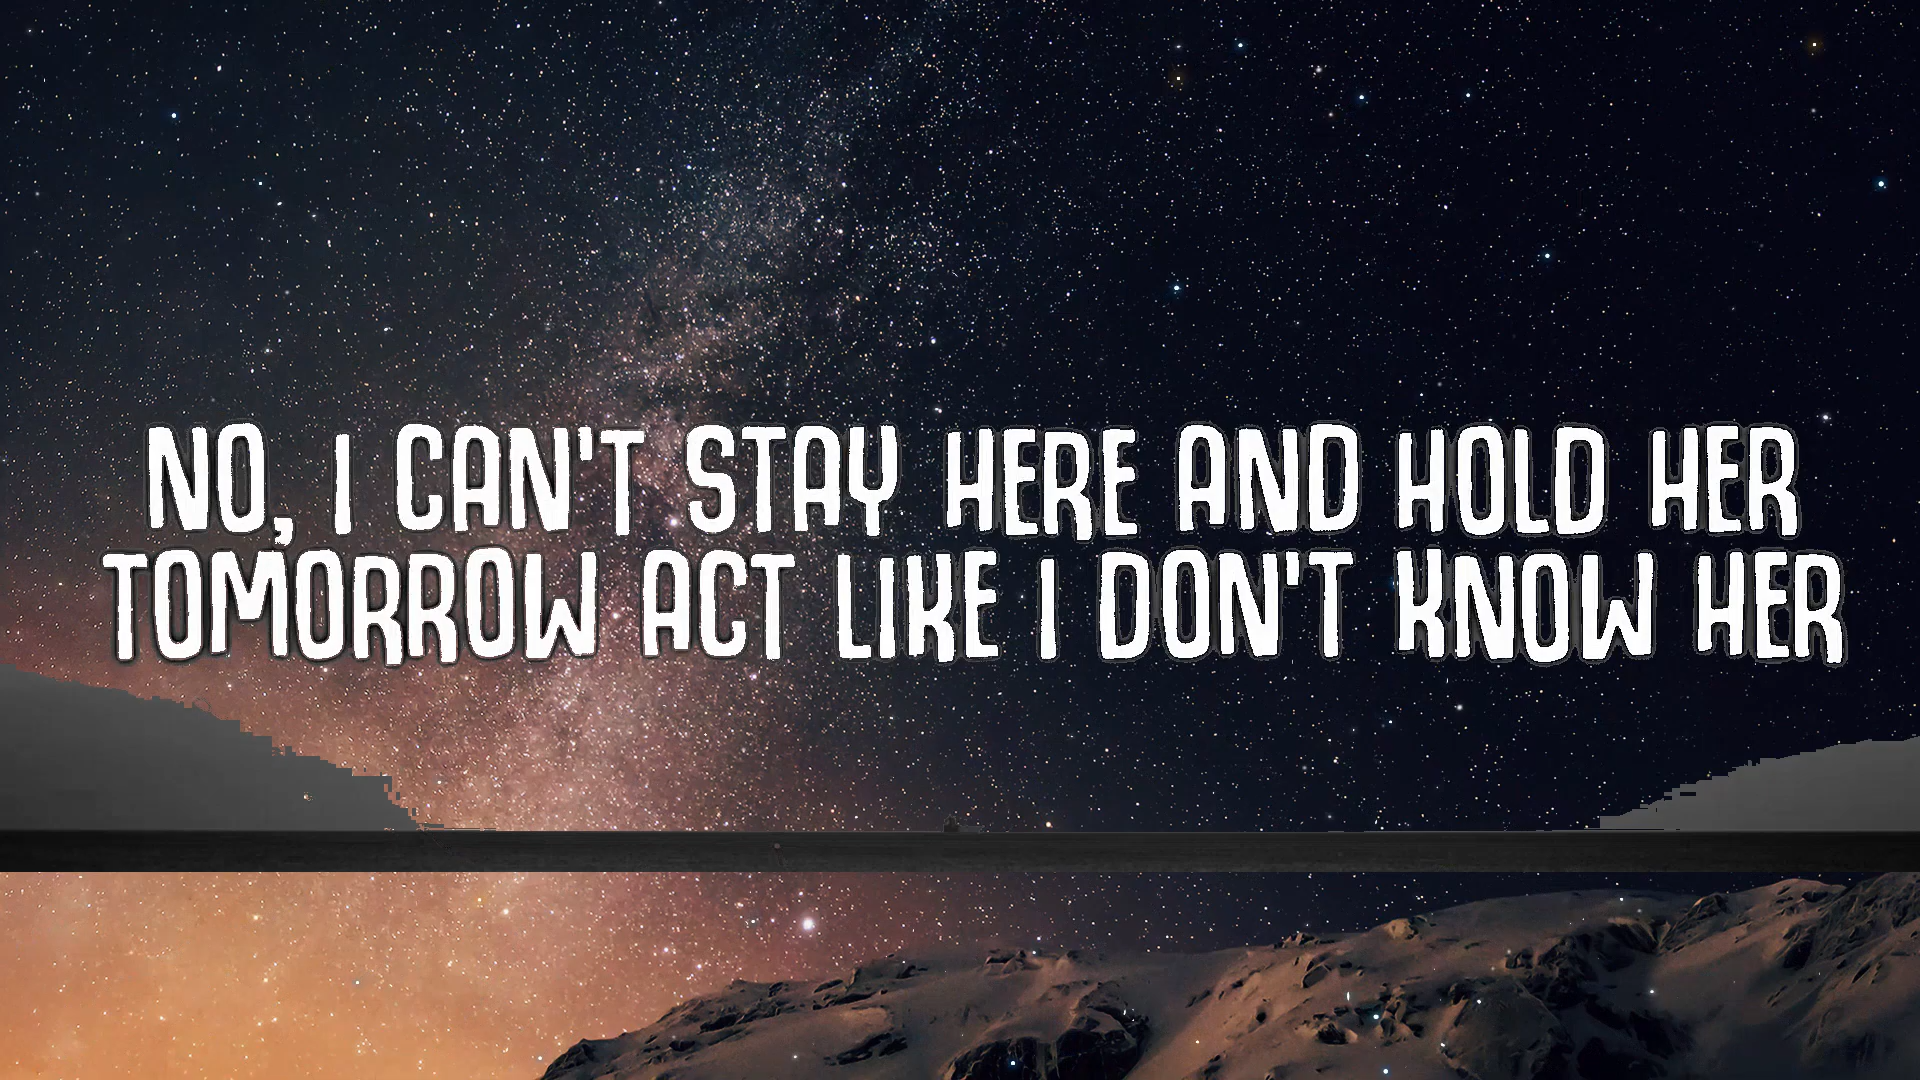 NO, I CAN'T STAY HERE AND HOLD HER
TOMORROW ACT LIKE I DON'T KNOW HER